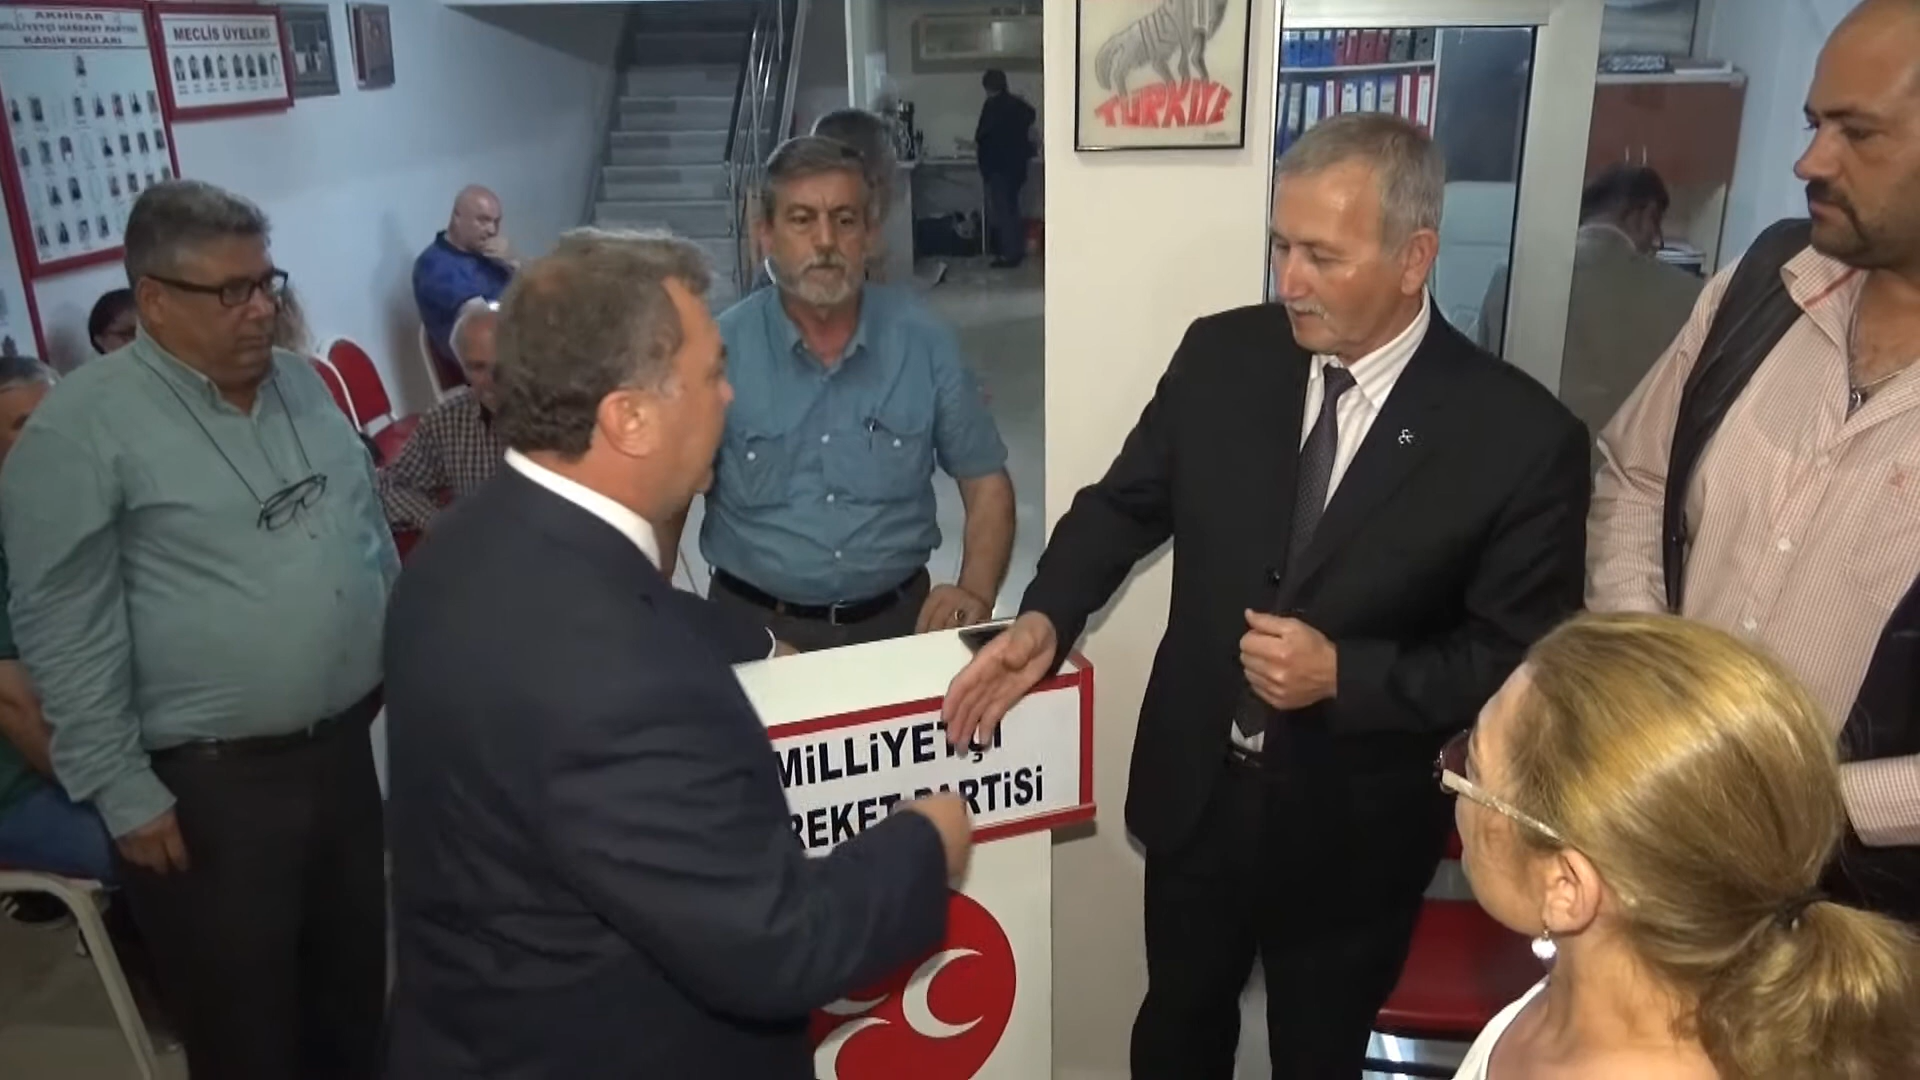 AKHİSAR
MİLLİYETÇİ HAREKET PARTİSİ
KADIN KOLLARI
MECLİS ÜYELERİ
TÜRKİYE
MİLLİYETÇİ
REKET PARTİSİ